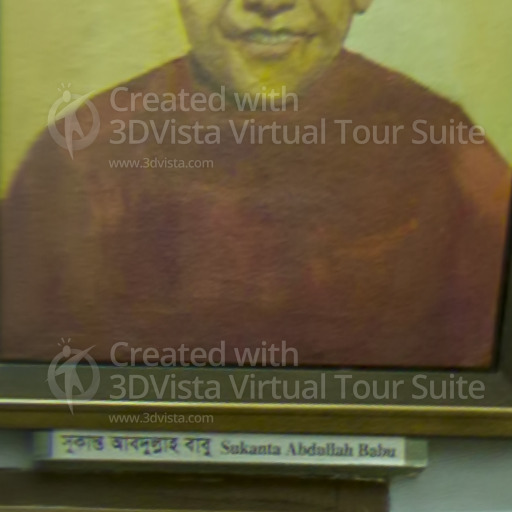 Created with
3DVista Virtual Tour Suite
www.3dvista.com
Created with
3DVista Virtual Tour Suite
www.3dvista.com
সুকান্ত আবদুল্লাহ বাবু Sukanta Abdullah Babu